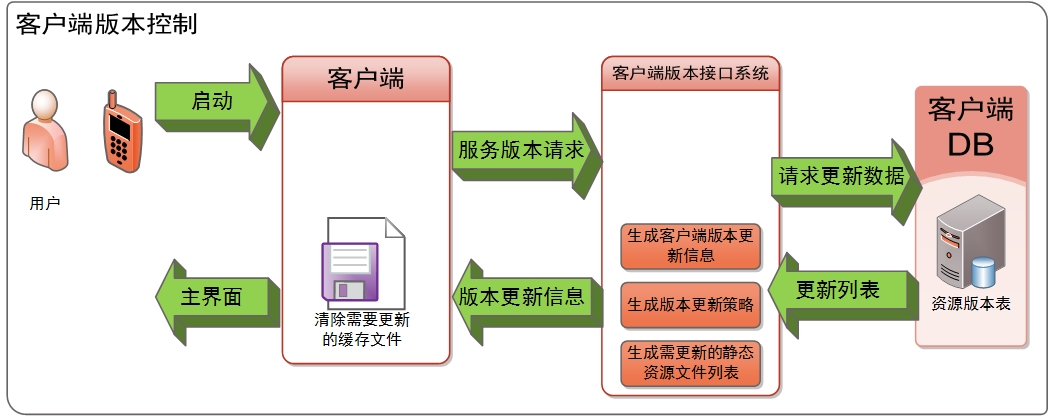 客户端版本控制
用户
启动
主界面
客户端
清除需要更新
的缓存文件
服务版本请求
版本更新信息
客户端版本接口系统
生成客户端版本更
新信息
生成版本更新策略
生成需更新的静态
资源文件列表
请求更新数据
更新列表
客户端
DB
资源版本表